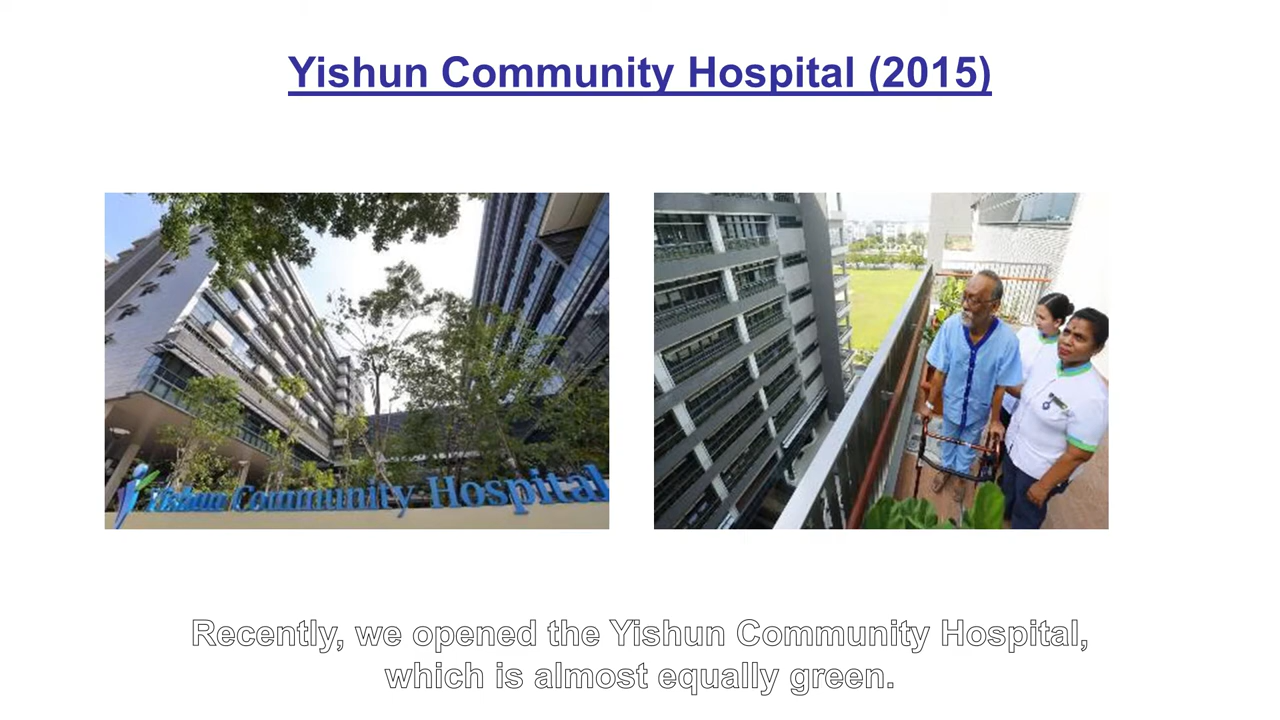 Yishun Community Hospital (2015)
Yishun Community Hospital
Recently, we opened the Yishun Community Hospital,
which is almost equally green.